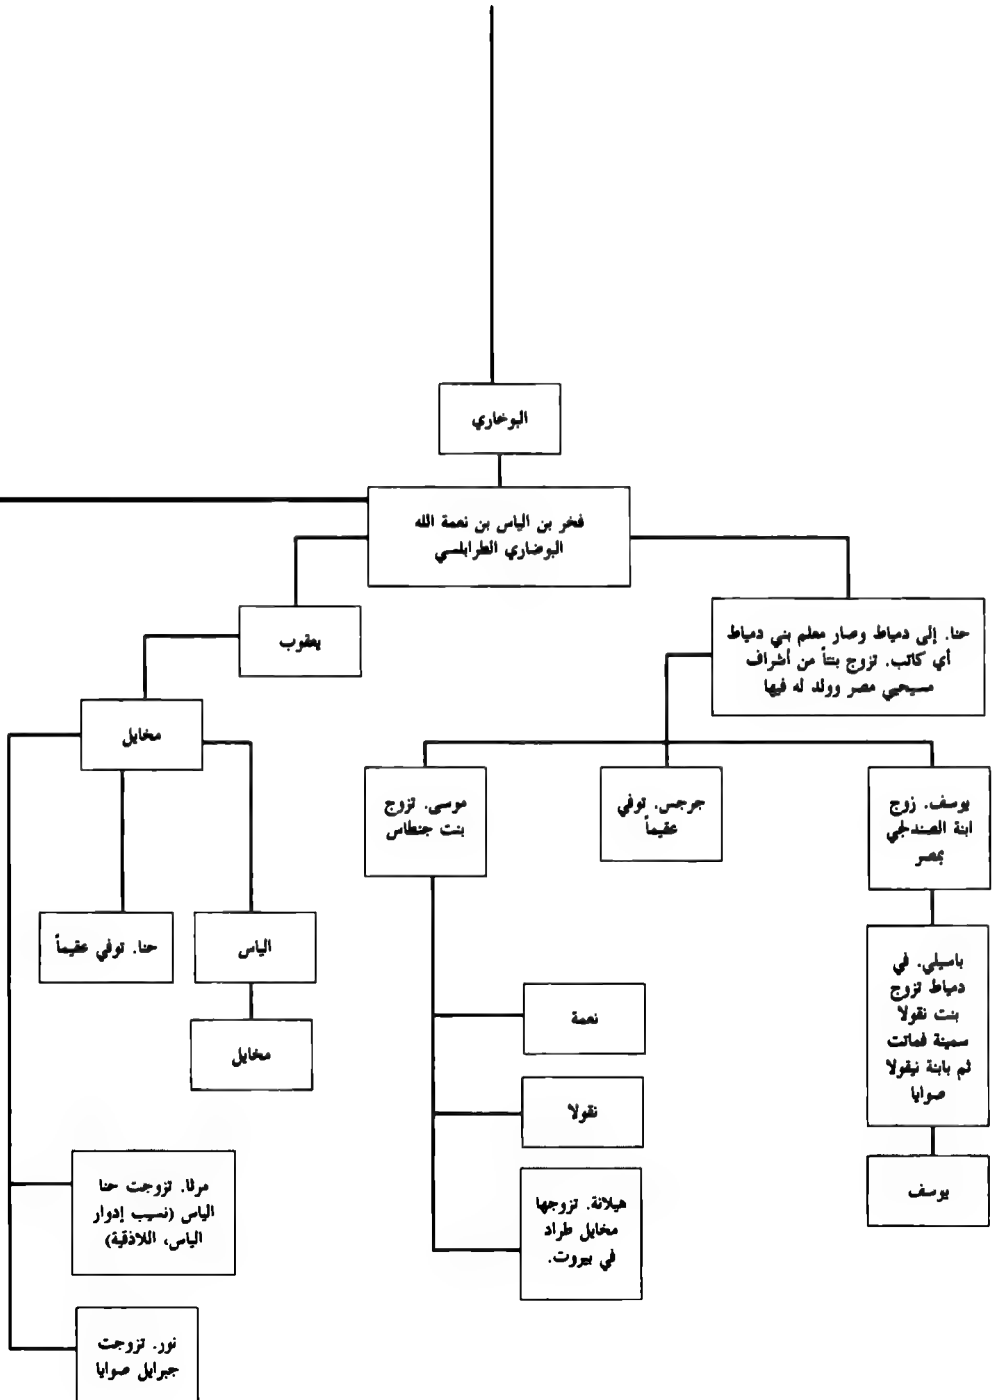 البوخاري
فخر بن الياس بن نعمة الله
البوضاري الطرابلسي
حنا. إلى دمياط وصار معلم بني دمياط
أي كاتب. تزوج بنتاً من أشراف
مسيحيي مصر وولد له فيها
يعقوب
مخايل
يوسف. زوج
ابنة الصندلجي
بمصر
جرجس. توفي
عقيماً
موسى. تزوج
بنت جنطاس
الياس
حنا. توفي عقيماً
باسيلي. في
دمياط تزوج
بنت نقولا
سمينة فماتت
ثم بابنة نيقولا
صوايا
نعمة
مخايل
نقولا
يوسف
هيلانة. تزوجها
مخايل طراد
في بيروت.
مرتا. تزوجت حنا
الياس (نسيب إدوار
الياس، اللاذقية)
نور. تزوجت
جبرايل صوايا